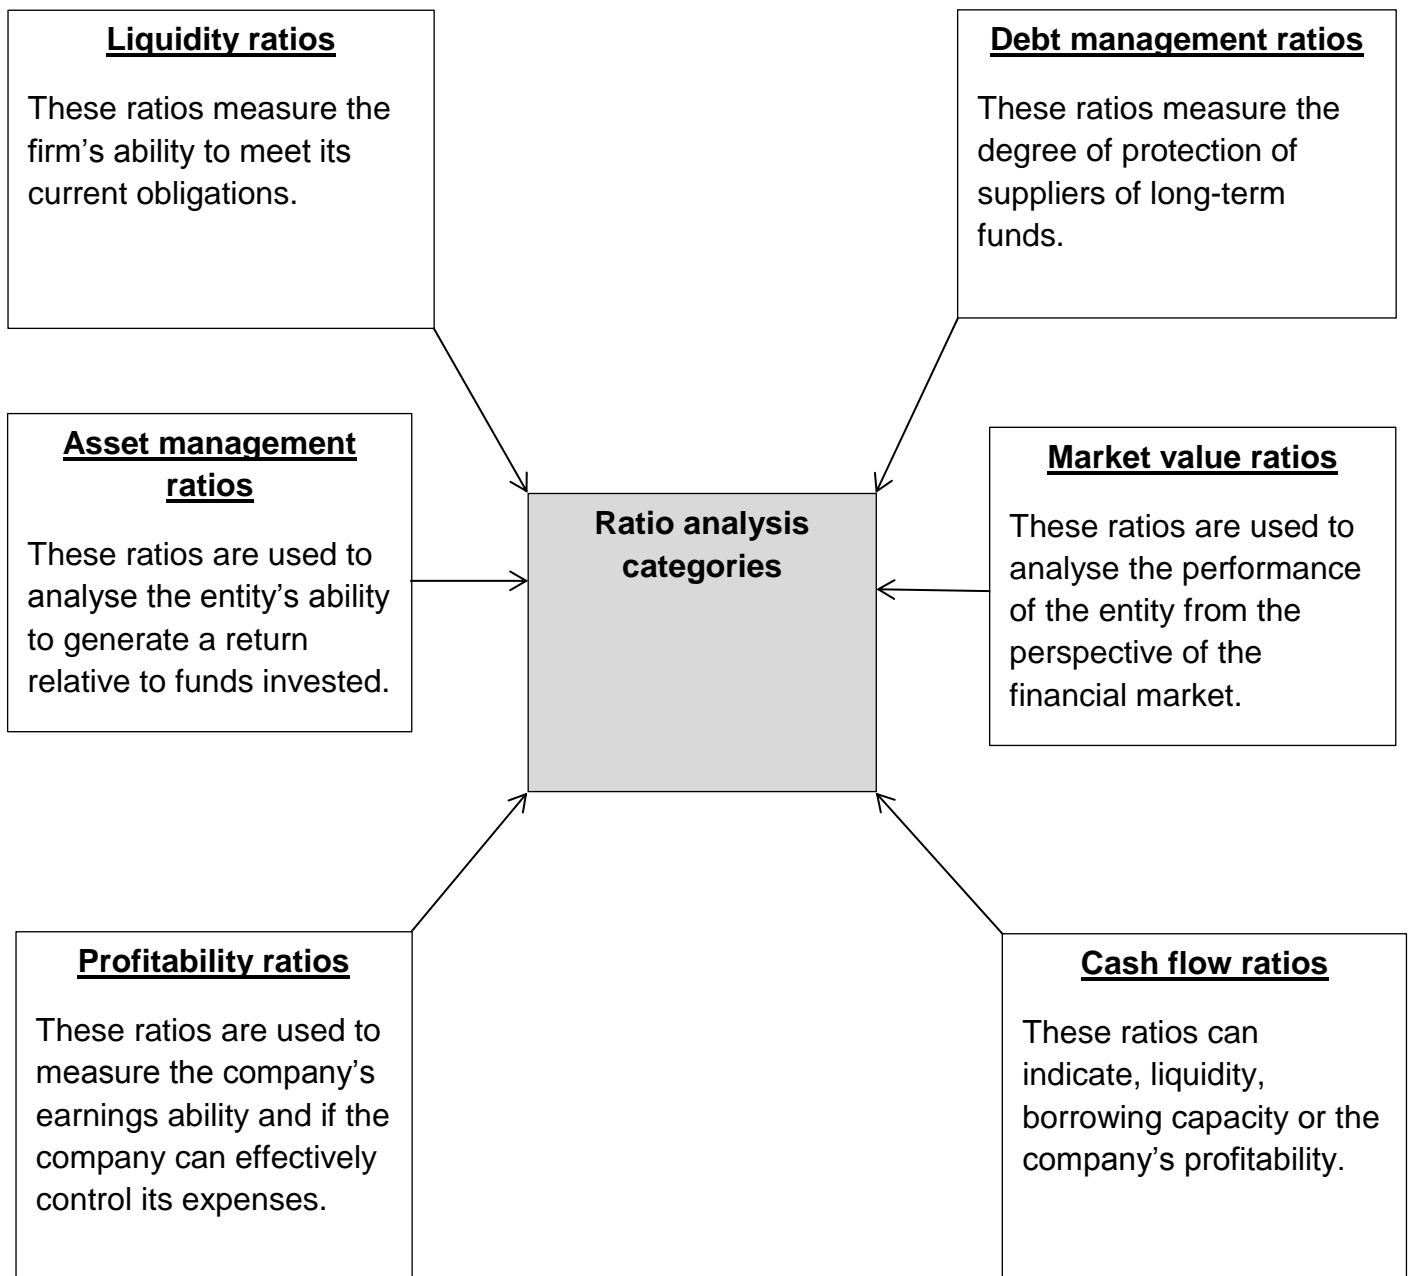 Liquidity ratios
These ratios measure the
firm’s ability to meet its
current obligations.
Debt management ratios
These ratios measure the
degree of protection of
suppliers of long-term
funds.
Asset management
ratios
These ratios are used to
analyse the entity’s ability
to generate a return
relative to funds invested.
Ratio analysis
categories
Market value ratios
These ratios are used to
analyse the performance
of the entity from the
perspective of the
financial market.
Profitability ratios
These ratios are used to
measure the company’s
earnings ability and if the
company can effectively
control its expenses.
Cash flow ratios
These ratios can
indicate, liquidity,
borrowing capacity or the
company’s profitability.